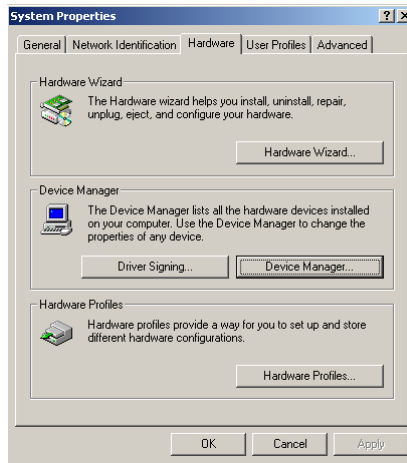 System Properties
General Network Identification Hardware User Profiles Advanced
Hardware Wizard
The Hardware wizard helps you install, uninstall, repair,
unplug, eject, and configure your hardware.
Hardware Wizard...
Device Manager
The Device Manager lists all the hardware devices installed
on your computer. Use the Device Manager to change the
properties of any device.
Driver Signing... Device Manager...
Hardware Profiles
Hardware profiles provide a way for you to set up and store
different hardware configurations.
Hardware Profiles...
OK Cancel Apply